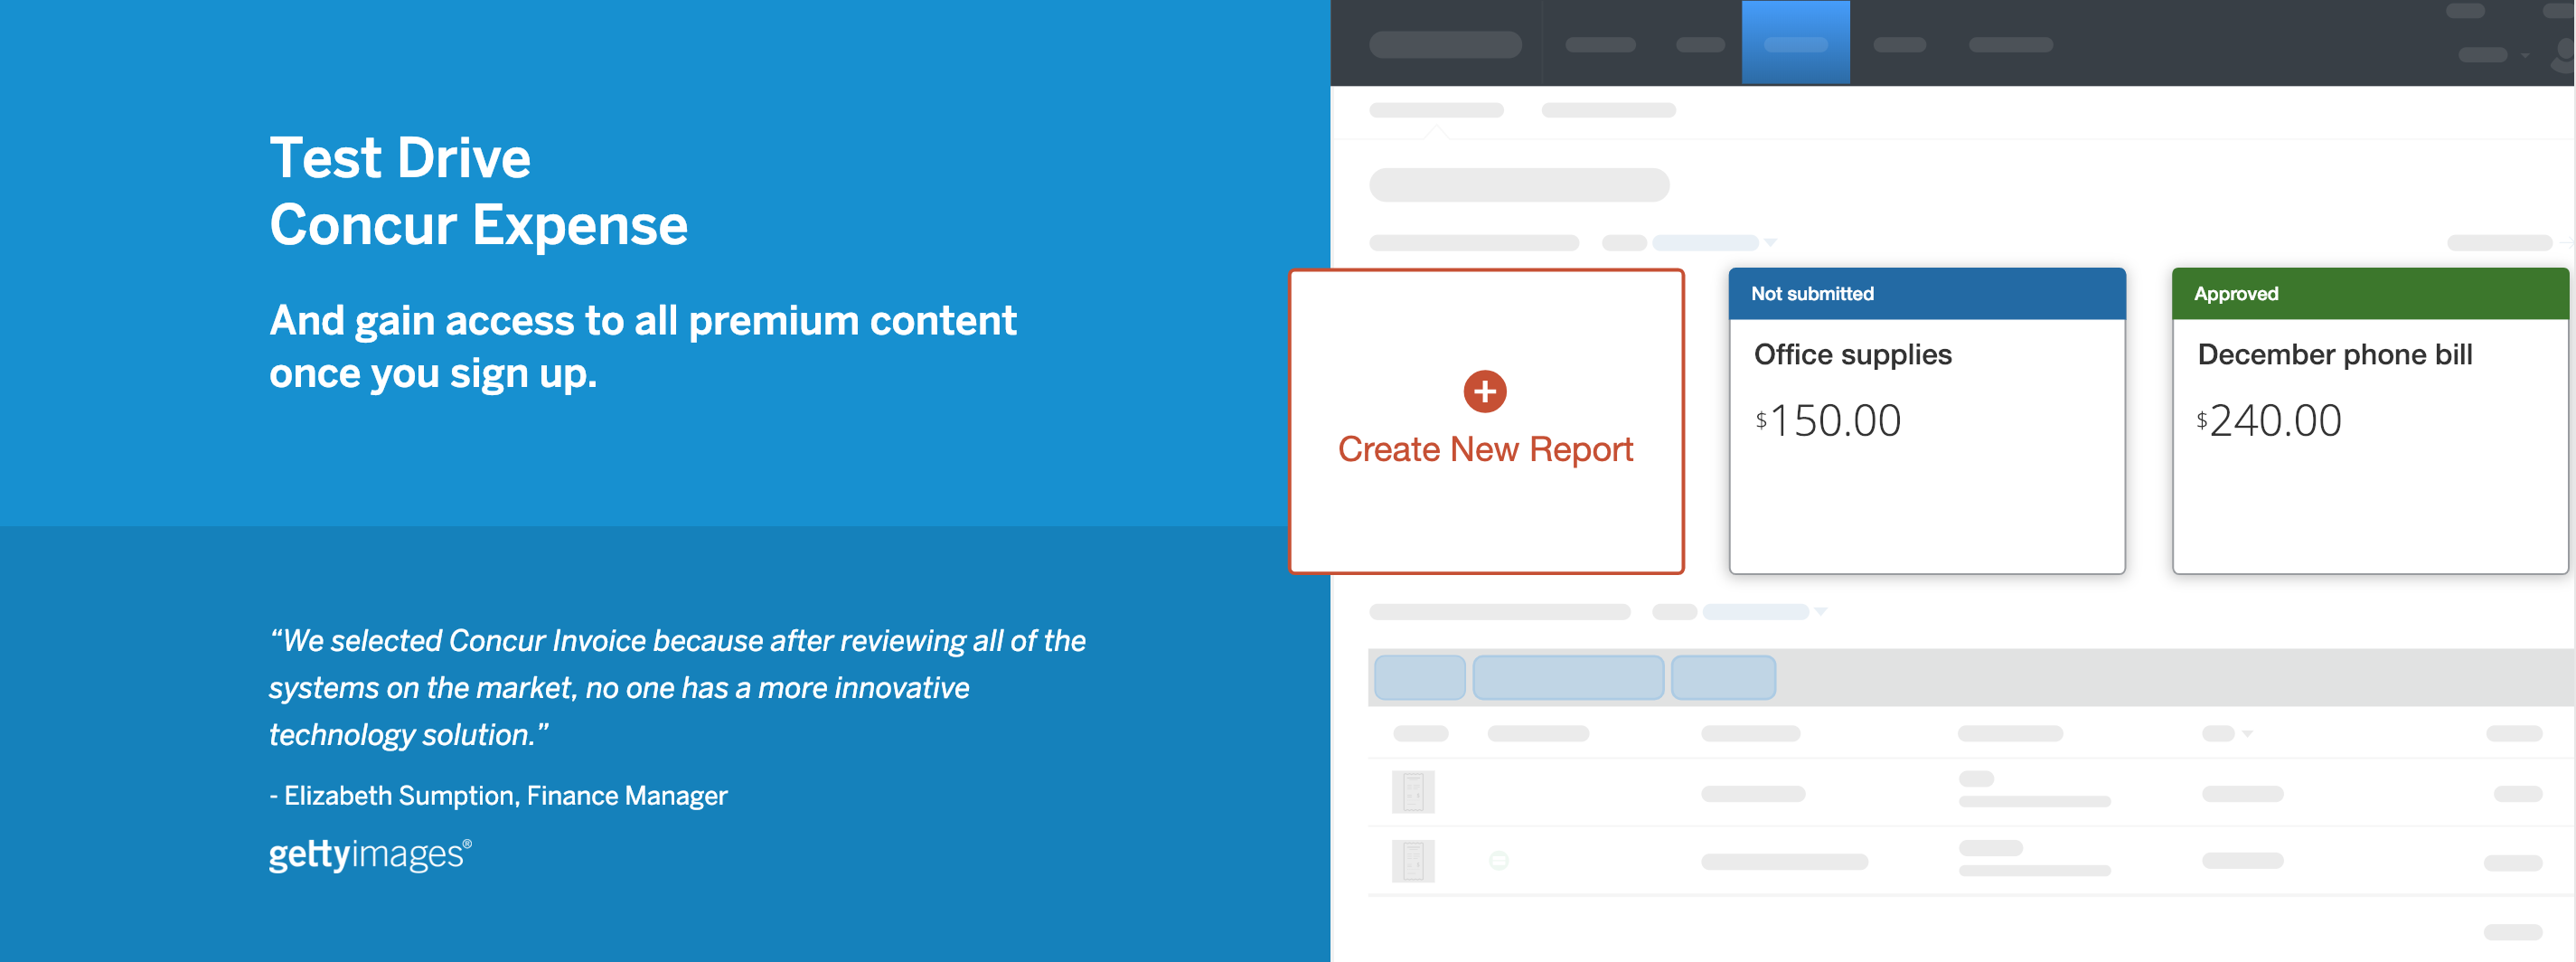 Test Drive
Concur Expense
And gain access to all premium content
once you sign up.
“We selected Concur Invoice because after reviewing all of the
systems on the market, no one has a more innovative
technology solution.”
- Elizabeth Sumption, Finance Manager
gettyimages®
Create New Report
Not submitted
Office supplies
$150.00
Approved
December phone bill
$240.00